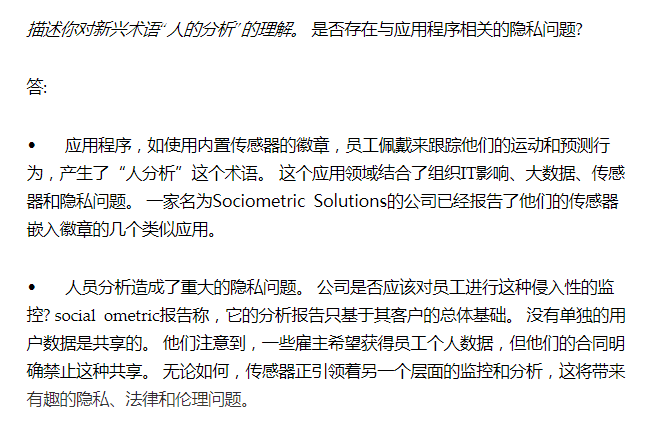 描述你对新兴术语“人的分析”的理解。 是否存在与应用程序相关的隐私问题?
答:
• 应用程序，如使用内置传感器的徽章，员工佩戴来跟踪他们的运动和预测行
为，产生了“人分析”这个术语。 这个应用领域结合了组织IT影响、大数据、传感
器和隐私问题。 一家名为Sociometric Solutions的公司已经报告了他们的传感器
嵌入徽章的几个类似应用。
• 人员分析造成了重大的隐私问题。 公司是否应该对员工进行这种侵入性的监
控? social ometric报告称，它的分析报告只基于其客户的总体基础。 没有单独的用
户数据是共享的。 他们注意到，一些雇主希望获得员工个人数据，但他们的合同明
确禁止这种共享。 无论如何，传感器正引领着另一个层面的监控和分析，这将带来
有趣的隐私、法律和伦理问题。